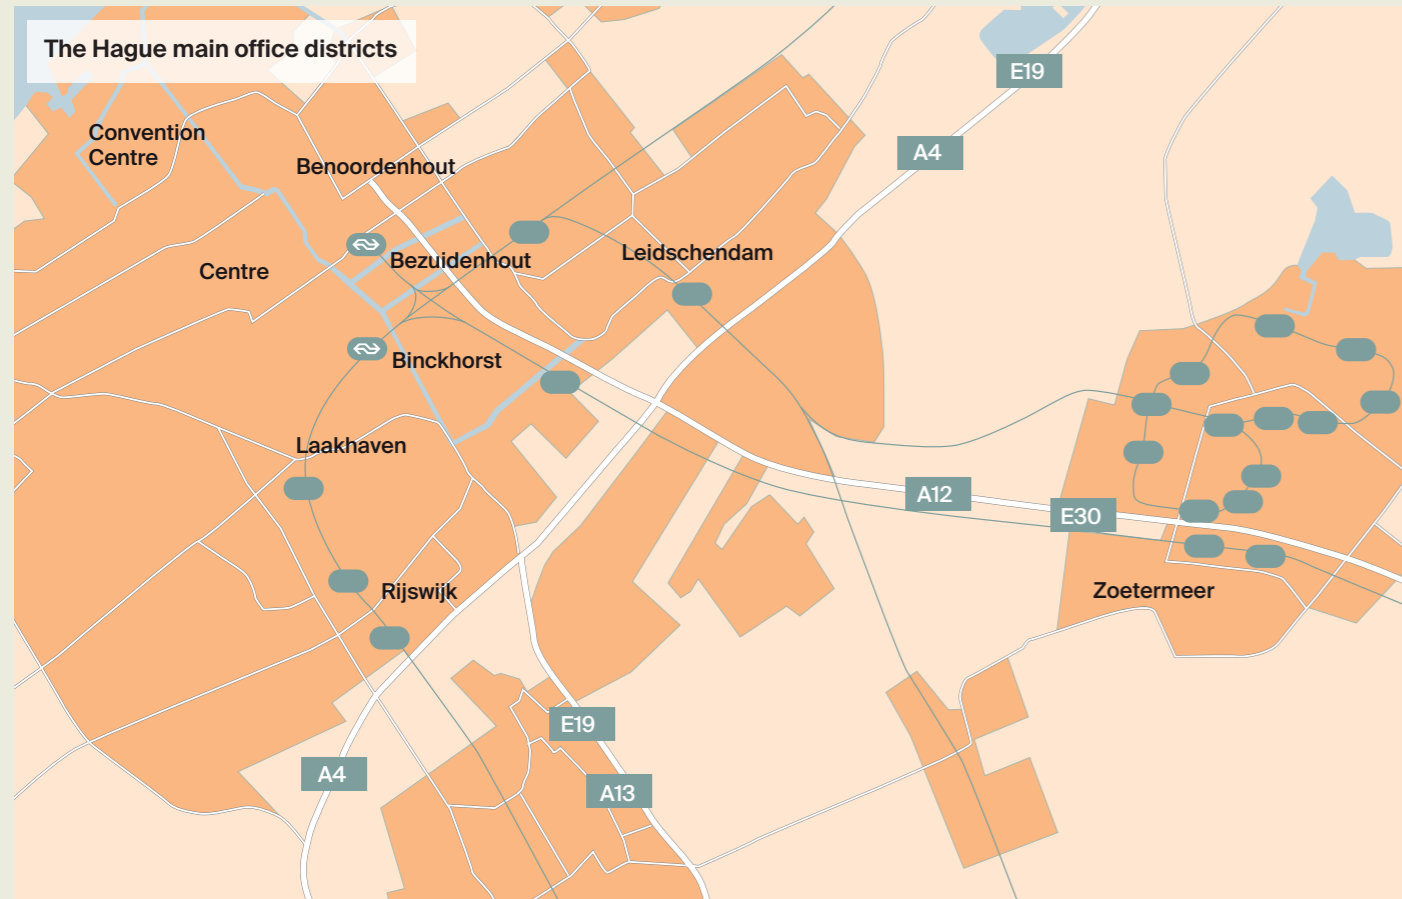 The Hague main office districts
E19
Convention
Centre
A4
Benoordenhout
Centre
Bezuidenhout
Leidschendam
Binckhorst
Laakhaven
A12
E30
Rijswijk
Zoetermeer
E19
A4
A13